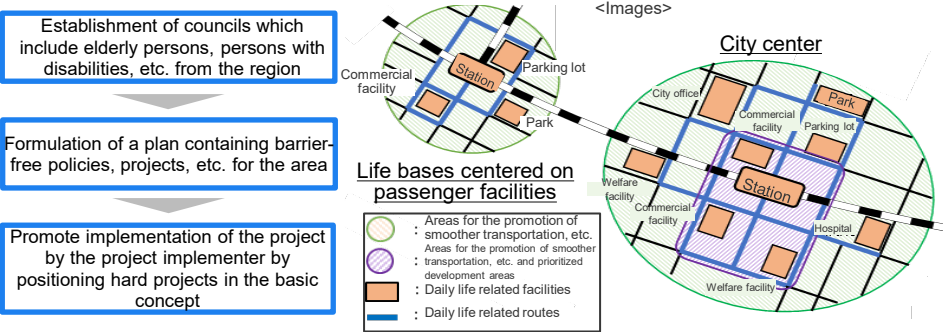 Establishment of councils which
include elderly persons, persons with
disabilities, etc. from the region
Formulation of a plan containing barrier-
free policies, projects, etc. for the area
Promote implementation of the project
by the project implementer by
positioning hard projects in the basic
concept
<Images>
Commercial
facility
Station
Parking lot
Park
Life bases centered on
passenger facilities
City center
City office
Commercial
facility
Park
Parking lot
Welfare
facility
Station
Commercial
facility
Hospital
Welfare facility
: Areas for the promotion of
smoother transportation, etc.
Areas for the promotion of smoother
: transportation, etc. and prioritized
development areas
: Daily life related facilities
: Daily life related routes